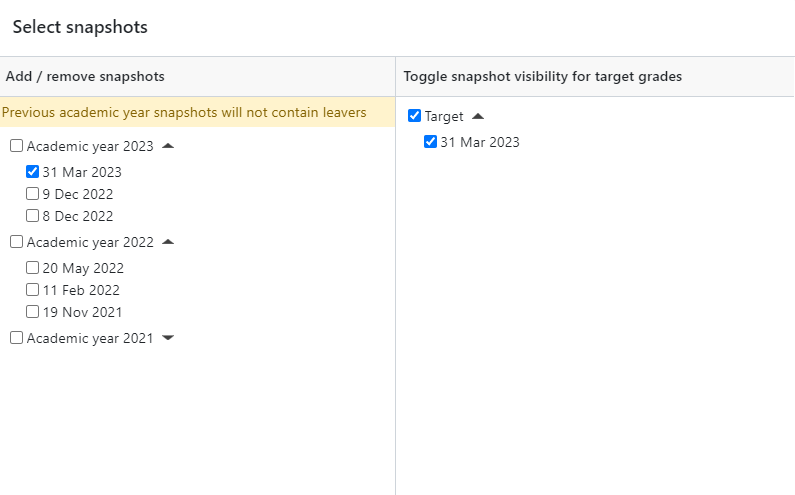 Select snapshots
Add / remove snapshots
Previous academic year snapshots will not contain leavers
Academic year 2023
31 Mar 2023
9 Dec 2022
8 Dec 2022
Academic year 2022
20 May 2022
11 Feb 2022
19 Nov 2021
Academic year 2021
Toggle snapshot visibility for target grades
Target
31 Mar 2023